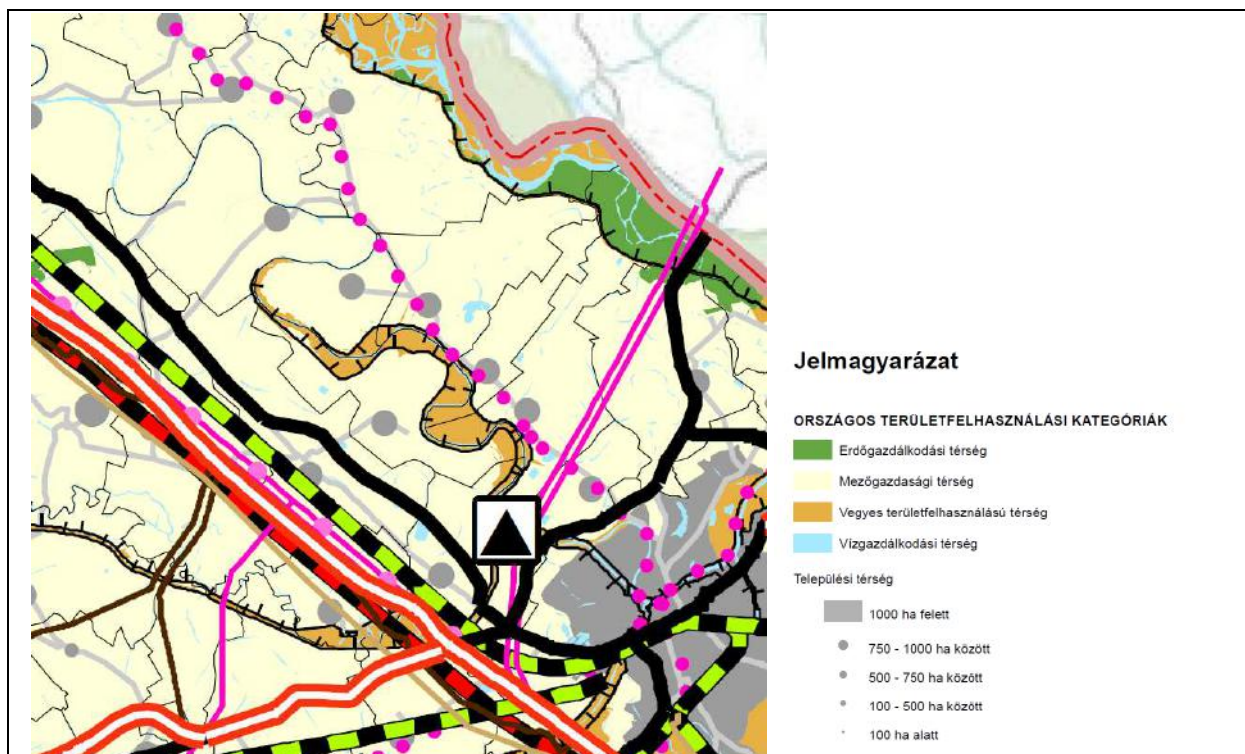 Jelmagyarázat
ORSZÁGOS TERÜLETFELHASZNÁLÁSI KATEGÓRIÁK
Erdőgazdálkodási térség
Mezőgazdasági térség
Vegyes területfelhasználású térség
Vízgazdálkodási térség
Települési térség
1000 ha felett
750 - 1000 ha között
500 - 750 ha között
100 - 500 ha között
100 ha alatt